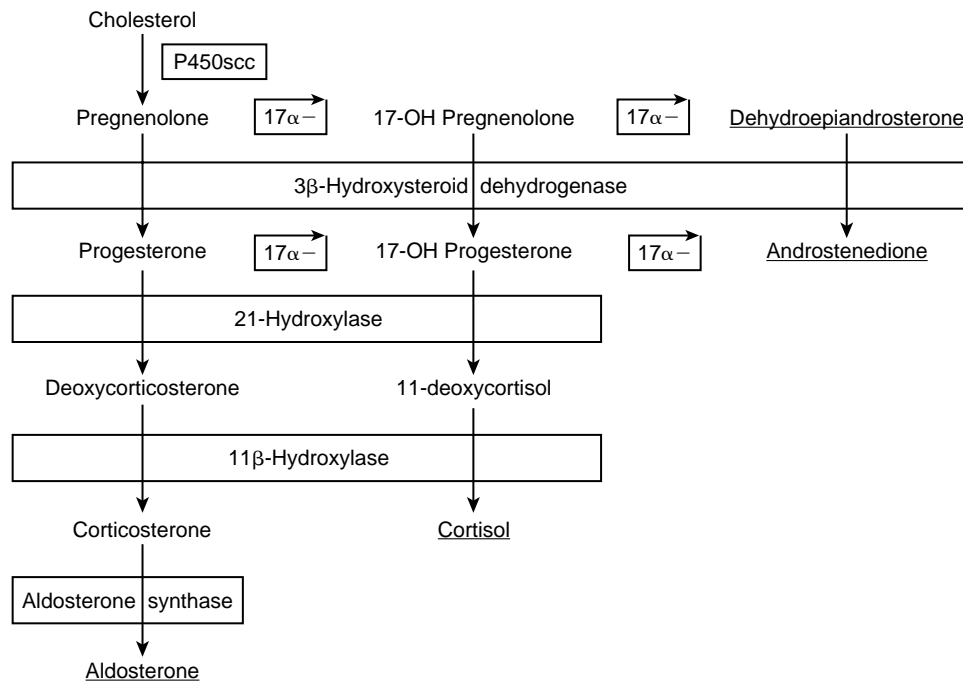 Cholesterol
P450scc
Pregnenolone 17α− 17-OH Pregnenolone 17α− Dehydroepiandrosterone
3β-Hydroxysteroid dehydrogenase
Progesterone 17α− 17-OH Progesterone 17α− Androstenedione
21-Hydroxylase
Deoxycorticosterone 11-deoxycortisol
11β-Hydroxylase
Corticosterone Cortisol
Aldosterone synthase
Aldosterone